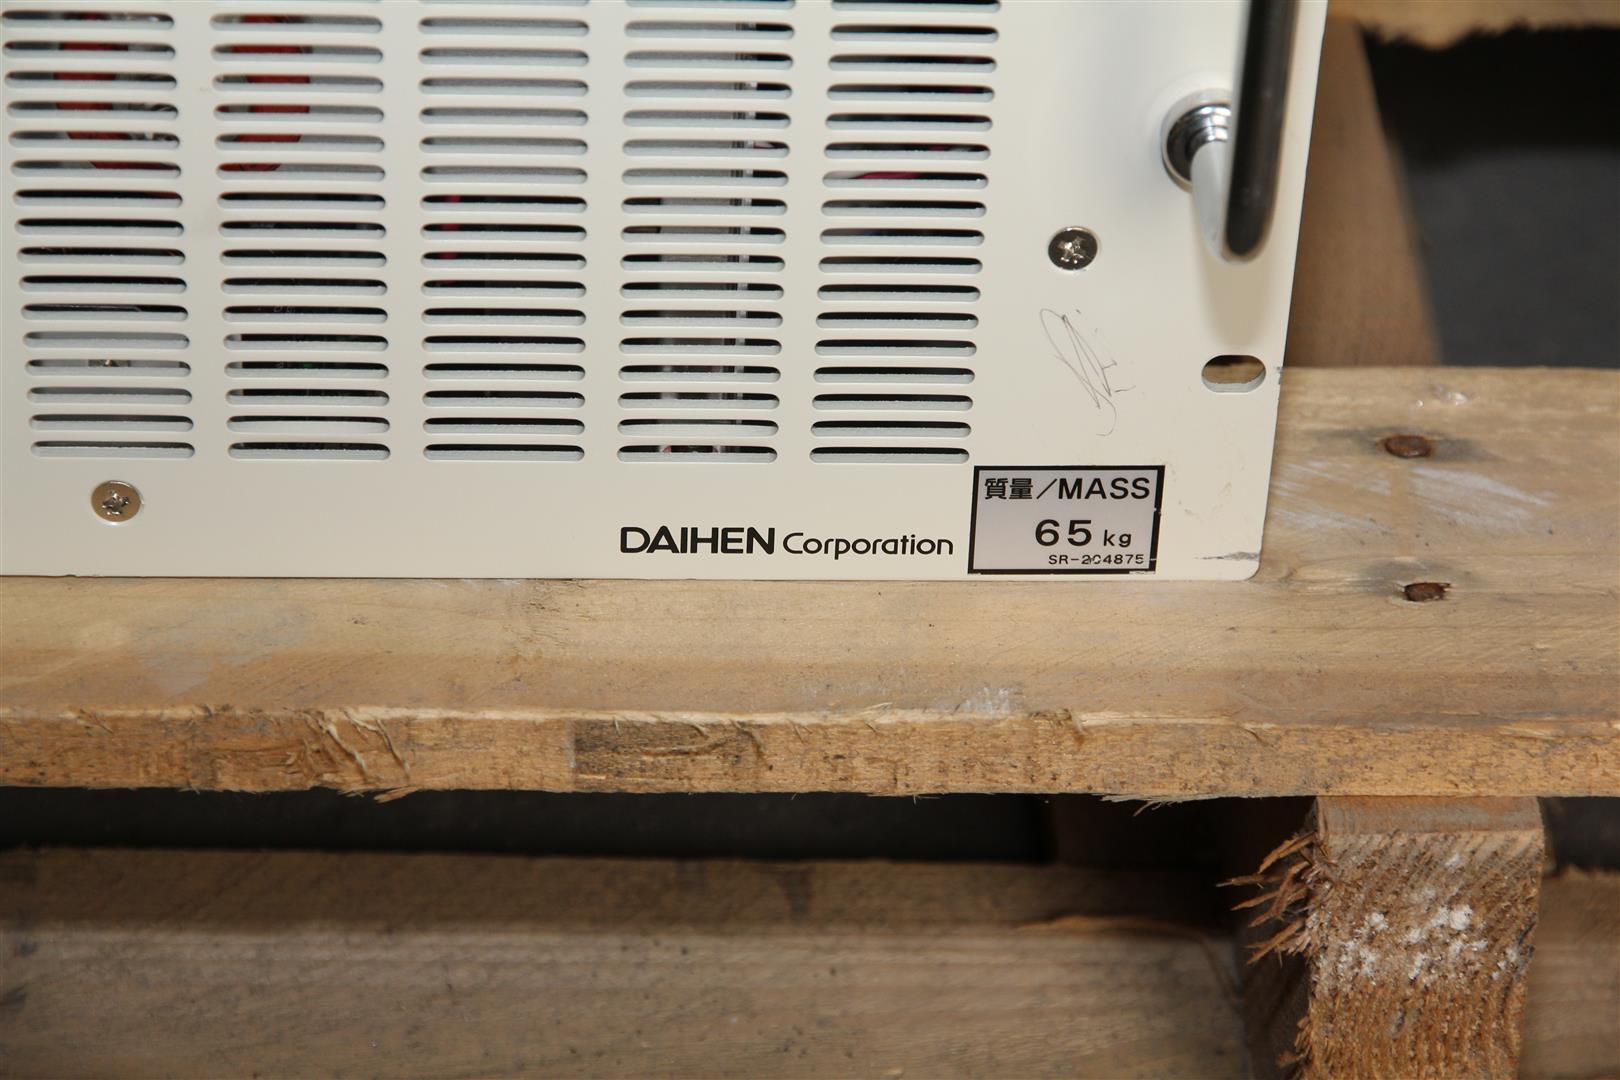 DAIHEN Corporation
質量/MASS
65 kg
SR-204875